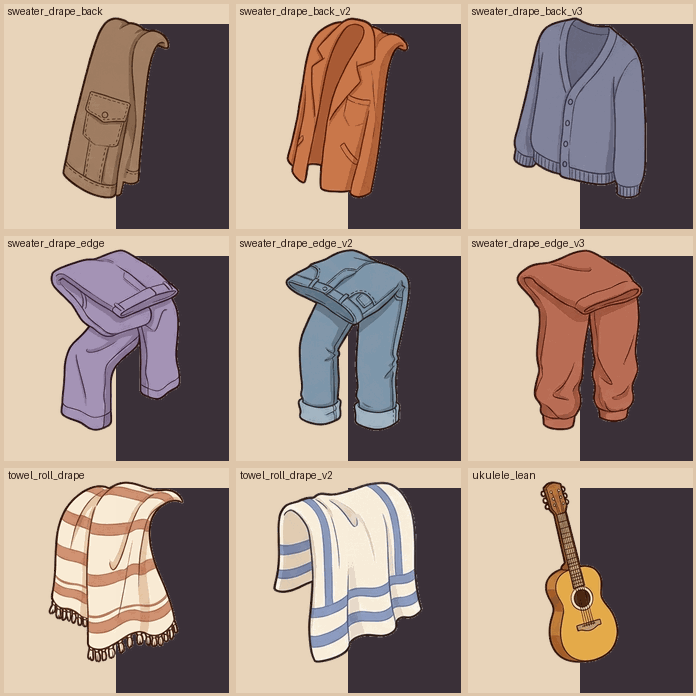 sweater_drape_back
sweater_drape_back_v2
sweater_drape_back_v3
sweater_drape_edge
sweater_drape_edge_v2
sweater_drape_edge_v3
towel_roll_drape
towel_roll_drape_v2
ukulele_lean